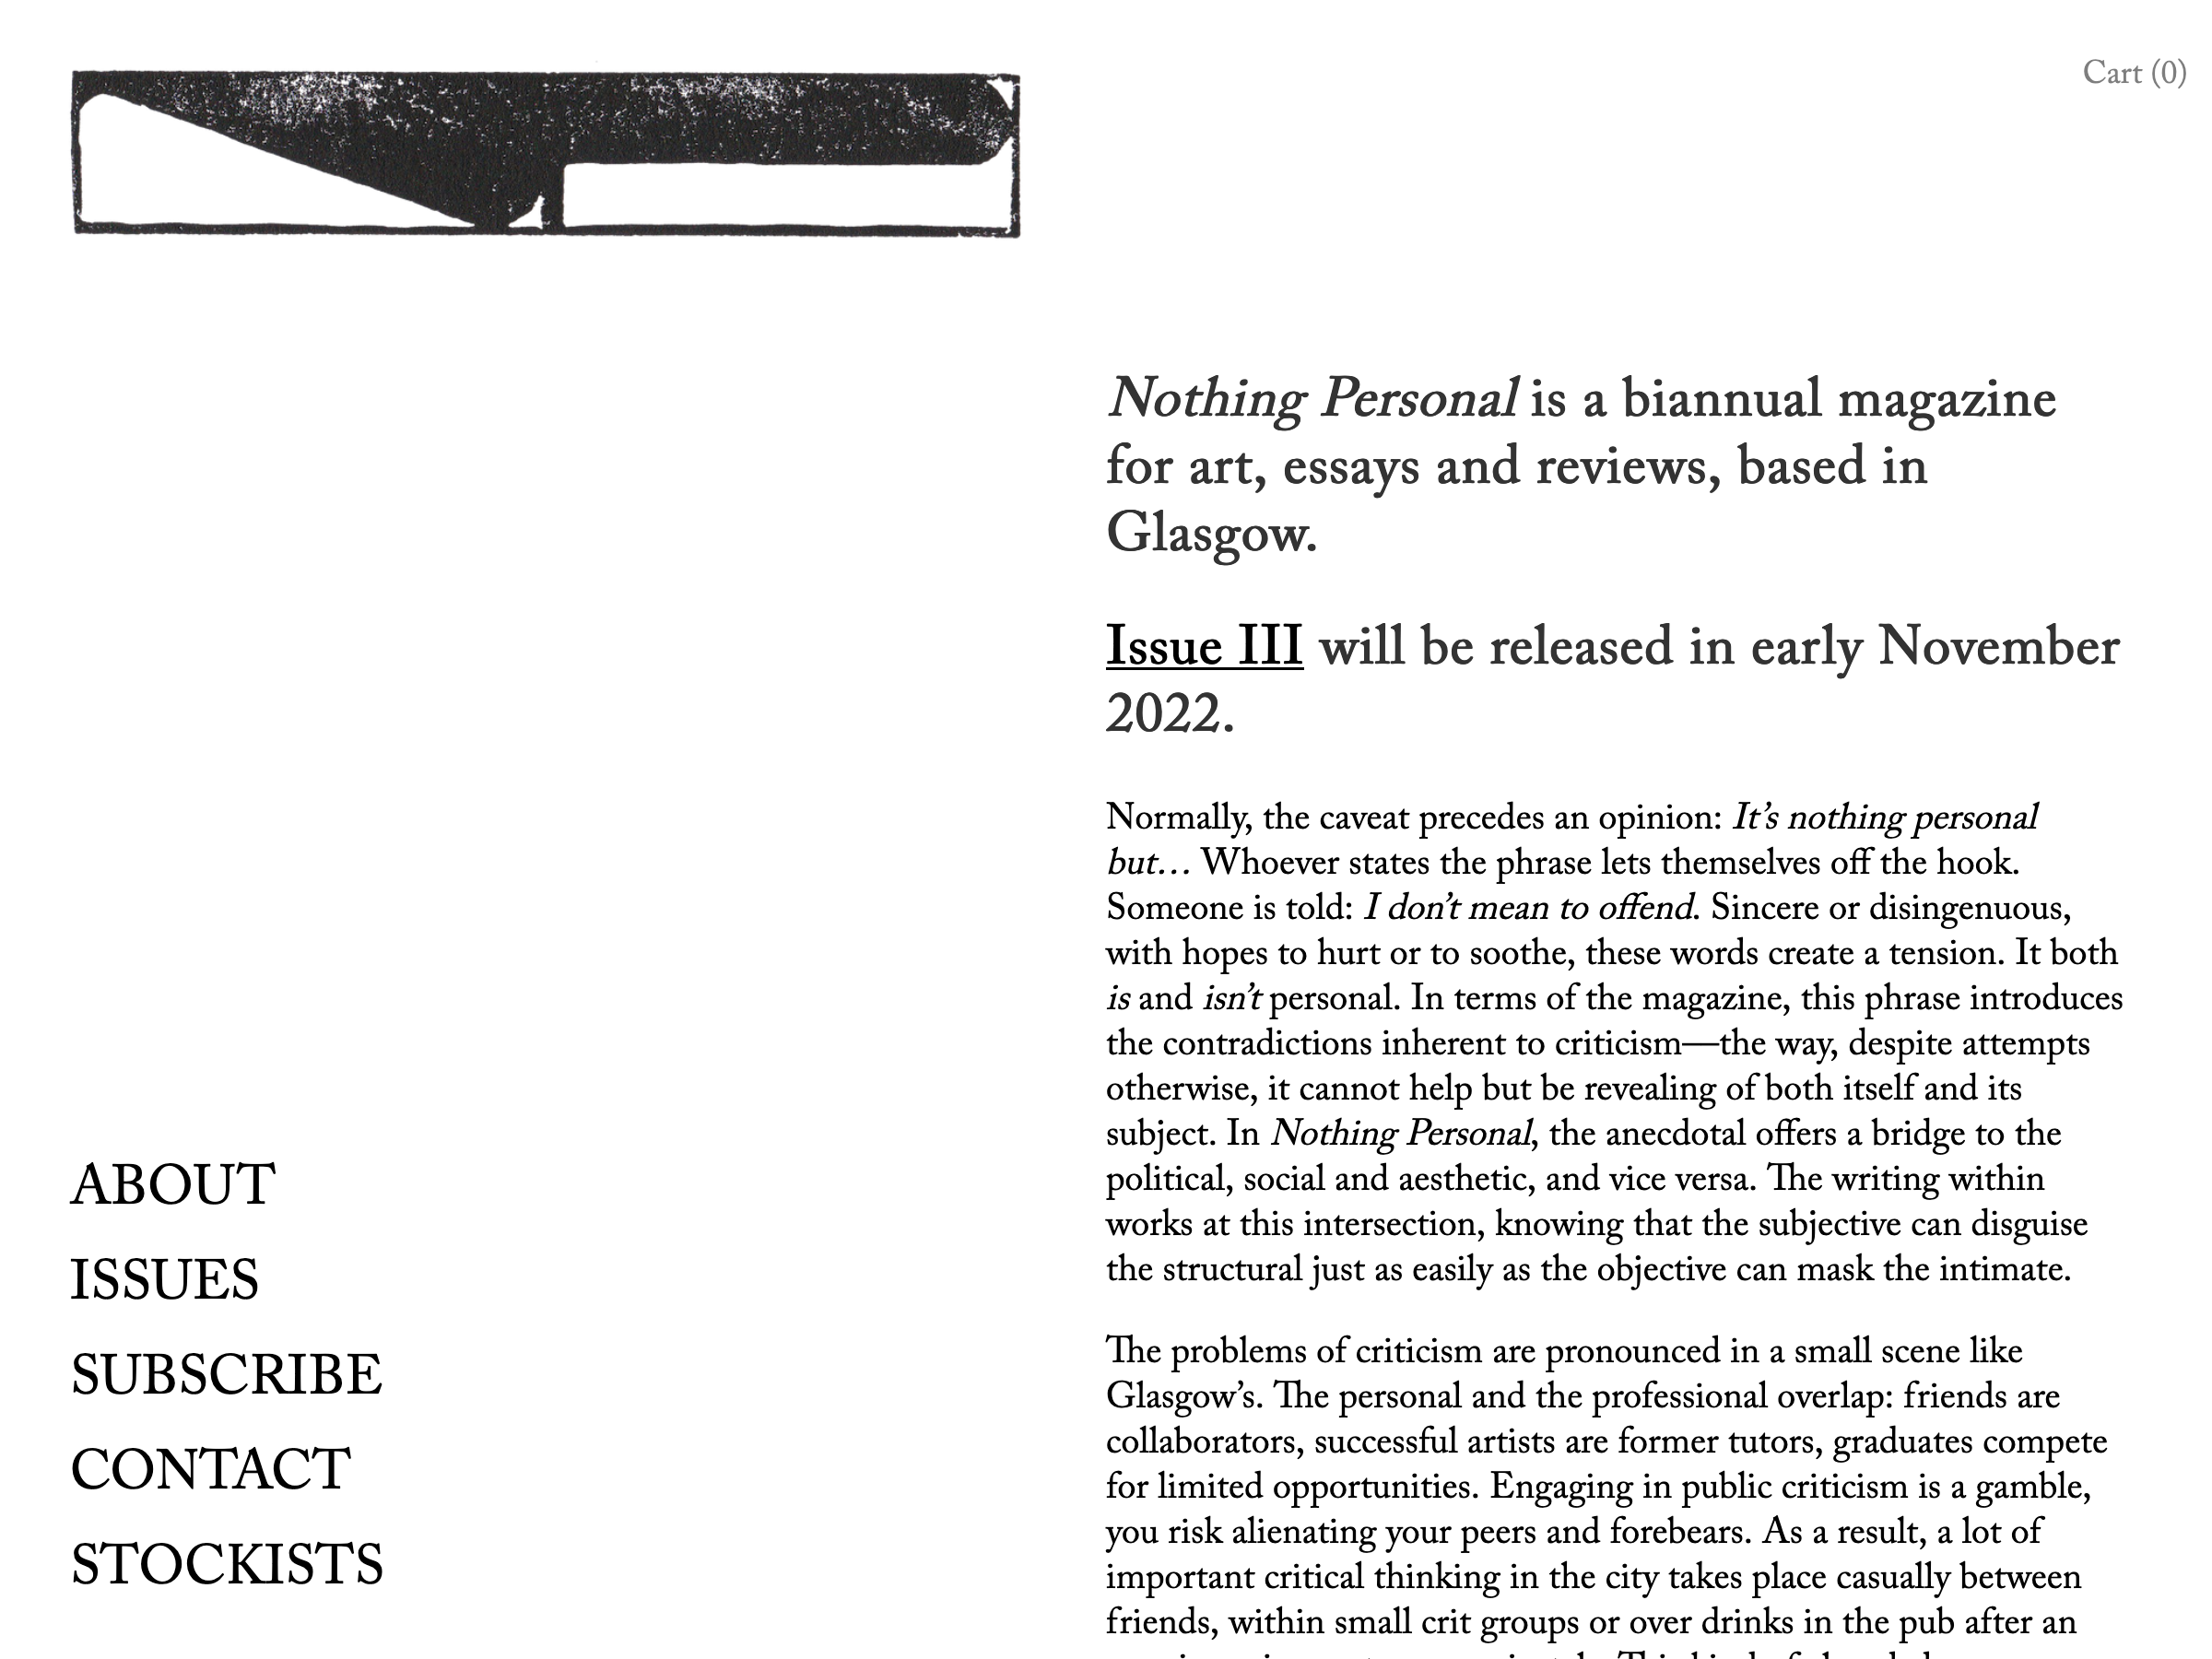 Cart (0)
Nothing Personal is a biannual magazine
for art, essays and reviews, based in
Glasgow.
Issue III will be released in early November
2022.
Normally, the caveat precedes an opinion: It’s nothing personal
but… Whoever states the phrase lets themselves off the hook.
Someone is told: I don’t mean to offend. Sincere or disingenuous,
with hopes to hurt or to soothe, these words create a tension. It both
is and isn’t personal. In terms of the magazine, this phrase introduces
the contradictions inherent to criticism—the way, despite attempts
otherwise, it cannot help but be revealing of both itself and its
subject. In Nothing Personal, the anecdotal offers a bridge to the
political, social and aesthetic, and vice versa. The writing within
works at this intersection, knowing that the subjective can disguise
the structural just as easily as the objective can mask the intimate.
The problems of criticism are pronounced in a small scene like
Glasgow’s. The personal and the professional overlap: friends are
collaborators, successful artists are former tutors, graduates compete
for limited opportunities. Engaging in public criticism is a gamble,
you risk alienating your peers and forebears. As a result, a lot of
important critical thinking in the city takes place casually between
friends, within small crit groups or over drinks in the pub after an
ABOUT
ISSUES
SUBSCRIBE
CONTACT
STOCKISTS